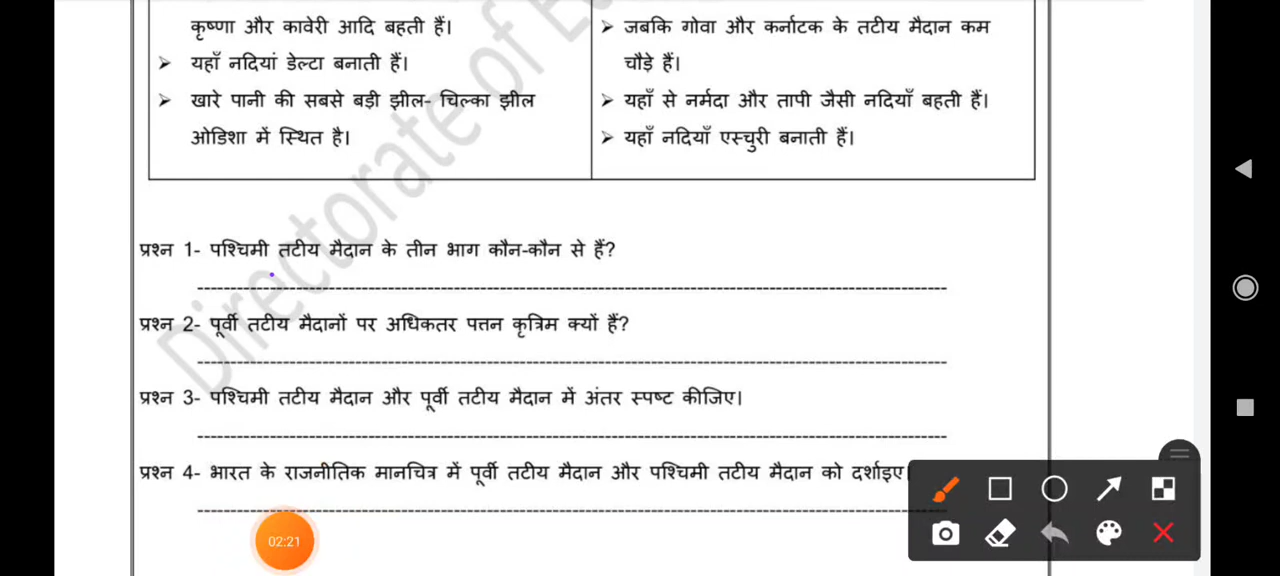 कृष्णा और कावेरी आदि बहती हैं।
➢ यहाँ नदियां डेल्टा बनाती हैं।
➢ खारे पानी की सबसे बड़ी झील- चिल्का झील
ओडिशा में स्थित है।
➢ जबकि गोवा और कर्नाटक के तटीय मैदान कम
चौड़े हैं।
➢ यहाँ से नर्मदा और तापी जैसी नदियाँ बहती हैं।
➢ यहाँ नदियाँ एस्चुरी बनाती हैं।
Directorate of
प्रश्न 1- पश्चिमी तटीय मैदान के तीन भाग कौन-कौन से हैं?
प्रश्न 2- पूर्वी तटीय मैदानों पर अधिकतर पत्तन कृत्रिम क्यों हैं?
प्रश्न 3- पश्चिमी तटीय मैदान और पूर्वी तटीय मैदान में अंतर स्पष्ट कीजिए।
प्रश्न 4- भारत के राजनीतिक मानचित्र में पूर्वी तटीय मैदान और पश्चिमी तटीय मैदान को दर्शाइए।
02:21